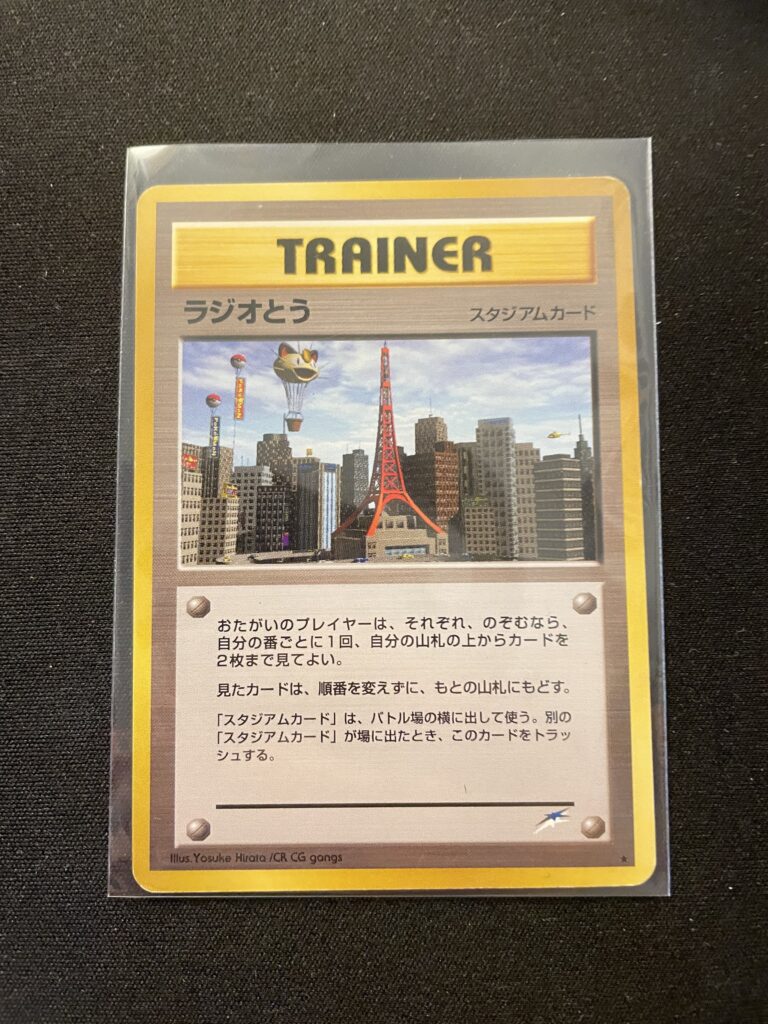 TRAINER
ラジオとう
スタジアムカード
おたがいのプレイヤーは、それぞれ、のぞむなら、
自分の番ごとに1回、自分の山札の上からカードを
2枚まで見てよい。
見たカードは、順番を変えずに、もとの山札にもどす。
「スタジアムカード」は、バトル場の横に出して使う。別の
「スタジアムカード」が場に出たとき、このカードをトラッ
シュする。
Illus.Yosuke Hirata /CR CG gangs
★